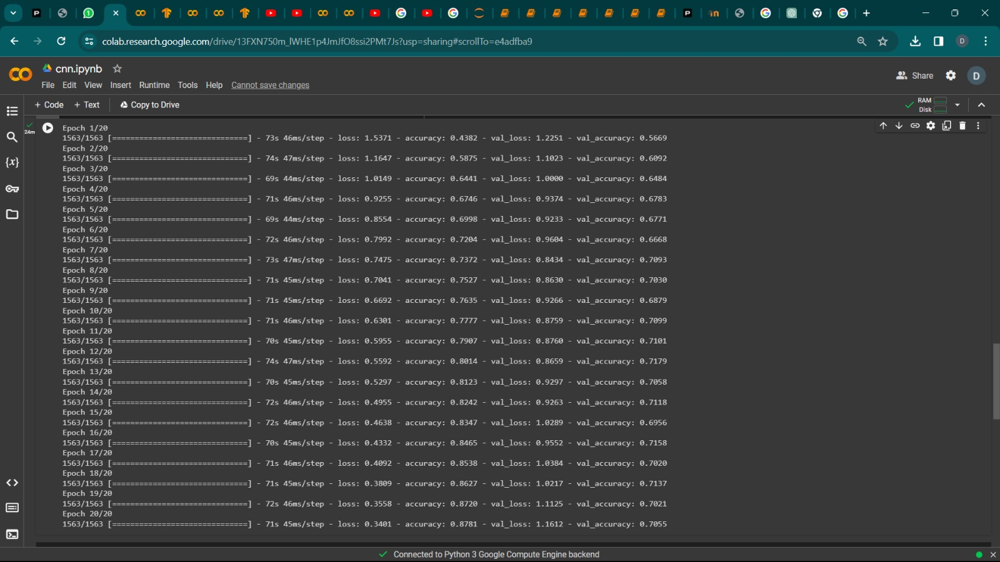 colab.research.google.com/drive/13FXN750m_lWHE1p4JmJfO8ssi2PMt7Js?usp=sharing#scrollTo=e4adfba9
D
cnn.ipynb
File Edit View Insert Runtime Tools Help Cannot save changes
Share
D
+ Code + Text Copy to Drive
RAM
Disk
24m
Epoch 1/20
1563/1563 [==============================] - 73s 46ms/step - loss: 1.5371 - accuracy: 0.4382 - val_loss: 1.2251 - val_accuracy: 0.5669
Epoch 2/20
1563/1563 [==============================] - 74s 47ms/step - loss: 1.1647 - accuracy: 0.5875 - val_loss: 1.1023 - val_accuracy: 0.6092
Epoch 3/20
1563/1563 [==============================] - 69s 44ms/step - loss: 1.0149 - accuracy: 0.6441 - val_loss: 1.0000 - val_accuracy: 0.6484
Epoch 4/20
1563/1563 [==============================] - 71s 46ms/step - loss: 0.9255 - accuracy: 0.6746 - val_loss: 0.9374 - val_accuracy: 0.6783
Epoch 5/20
1563/1563 [==============================] - 69s 44ms/step - loss: 0.8554 - accuracy: 0.6998 - val_loss: 0.9233 - val_accuracy: 0.6771
Epoch 6/20
1563/1563 [==============================] - 72s 46ms/step - loss: 0.7992 - accuracy: 0.7204 - val_loss: 0.9604 - val_accuracy: 0.6668
Epoch 7/20
1563/1563 [==============================] - 73s 47ms/step - loss: 0.7475 - accuracy: 0.7372 - val_loss: 0.8434 - val_accuracy: 0.7093
Epoch 8/20
1563/1563 [==============================] - 71s 45ms/step - loss: 0.7041 - accuracy: 0.7527 - val_loss: 0.8630 - val_accuracy: 0.7030
Epoch 9/20
1563/1563 [==============================] - 71s 45ms/step - loss: 0.6692 - accuracy: 0.7635 - val_loss: 0.9266 - val_accuracy: 0.6879
Epoch 10/20
1563/1563 [==============================] - 71s 46ms/step - loss: 0.6301 - accuracy: 0.7777 - val_loss: 0.8759 - val_accuracy: 0.7099
Epoch 11/20
1563/1563 [==============================] - 70s 45ms/step - loss: 0.5955 - accuracy: 0.7907 - val_loss: 0.8760 - val_accuracy: 0.7101
Epoch 12/20
1563/1563 [==============================] - 74s 47ms/step - loss: 0.5592 - accuracy: 0.8014 - val_loss: 0.8659 - val_accuracy: 0.7179
Epoch 13/20
1563/1563 [==============================] - 70s 45ms/step - loss: 0.5297 - accuracy: 0.8123 - val_loss: 0.9297 - val_accuracy: 0.7058
Epoch 14/20
1563/1563 [==============================] - 72s 46ms/step - loss: 0.4955 - accuracy: 0.8242 - val_loss: 0.9263 - val_accuracy: 0.7118
Epoch 15/20
1563/1563 [==============================] - 72s 46ms/step - loss: 0.4638 - accuracy: 0.8347 - val_loss: 1.0289 - val_accuracy: 0.6956
Epoch 16/20
1563/1563 [==============================] - 70s 45ms/step - loss: 0.4332 - accuracy: 0.8465 - val_loss: 0.9552 - val_accuracy: 0.7158
Epoch 17/20
1563/1563 [==============================] - 71s 46ms/step - loss: 0.4092 - accuracy: 0.8538 - val_loss: 1.0384 - val_accuracy: 0.7020
Epoch 18/20
1563/1563 [==============================] - 71s 45ms/step - loss: 0.3809 - accuracy: 0.8627 - val_loss: 1.0217 - val_accuracy: 0.7137
Epoch 19/20
1563/1563 [==============================] - 72s 46ms/step - loss: 0.3558 - accuracy: 0.8720 - val_loss: 1.1125 - val_accuracy: 0.7021
Epoch 20/20
1563/1563 [==============================] - 71s 45ms/step - loss: 0.3401 - accuracy: 0.8781 - val_loss: 1.1612 - val_accuracy: 0.7055
Connected to Python 3 Google Compute Engine backend